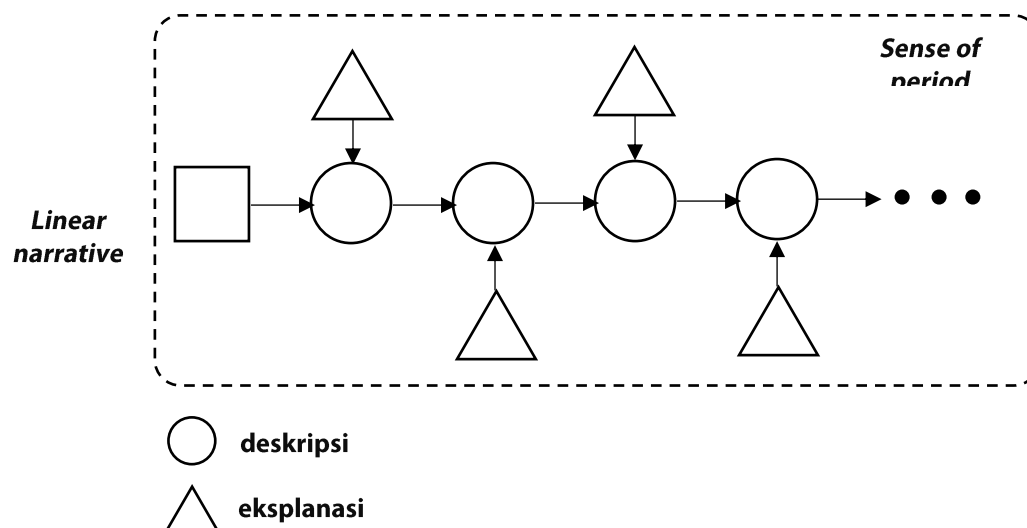 Sense of
period
Linear
narrative
deskripsi
eksplanasi